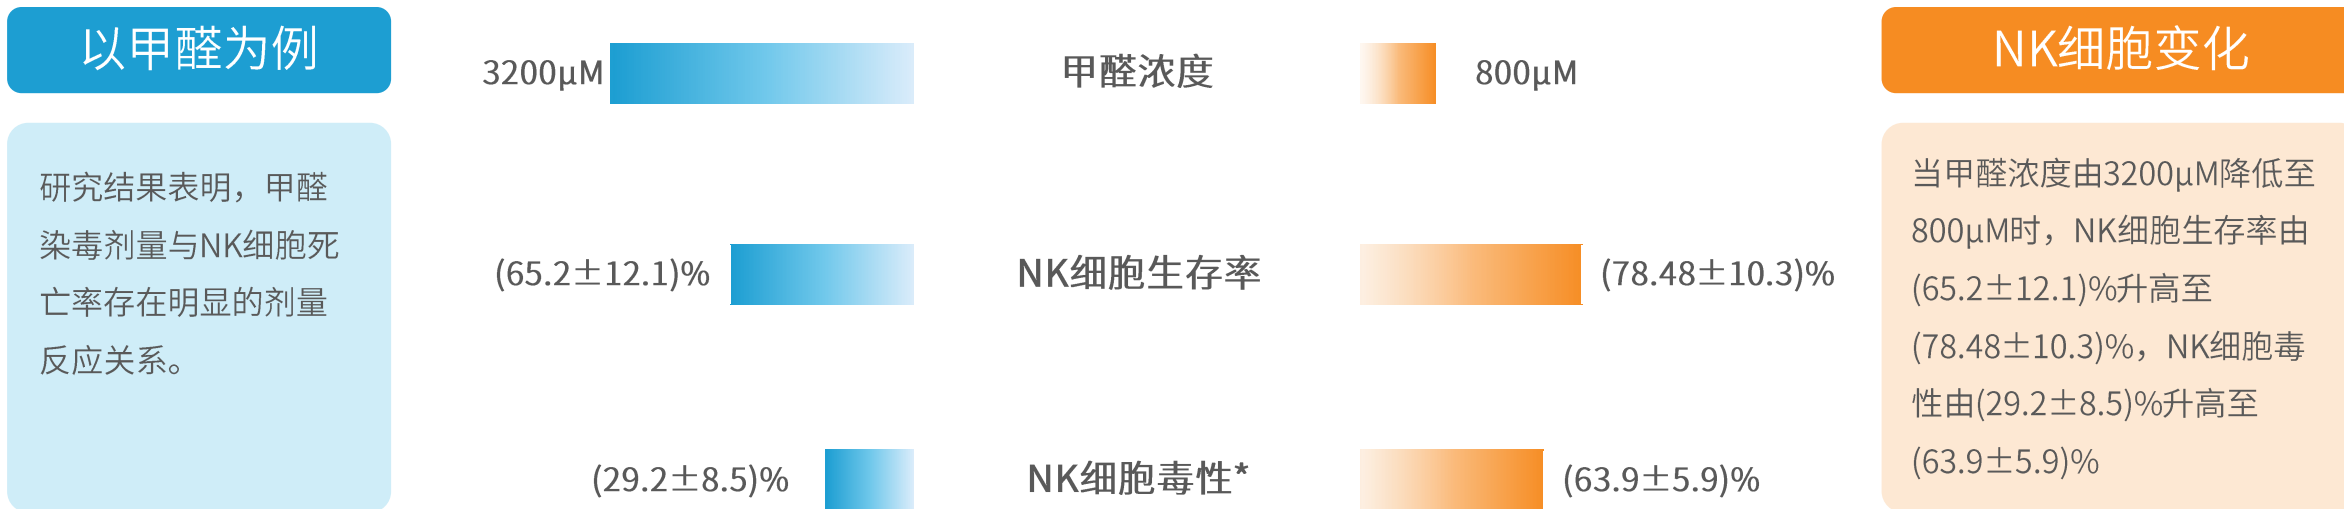 以甲醛为例
研究结果表明，甲醛
染毒剂量与NK细胞死
亡率存在明显的剂量
反应关系。
3200μM
甲醛浓度
800μM
(65.2±12.1)%
NK细胞生存率
(78.48±10.3)%
(29.2±8.5)%
NK细胞毒性*
(63.9±5.9)%
NK细胞变化
当甲醛浓度由3200μM降低至
800μM时，NK细胞生存率由
(65.2±12.1)%升高至
(78.48±10.3)%，NK细胞毒
性由(29.2±8.5)%升高至
(63.9±5.9)%